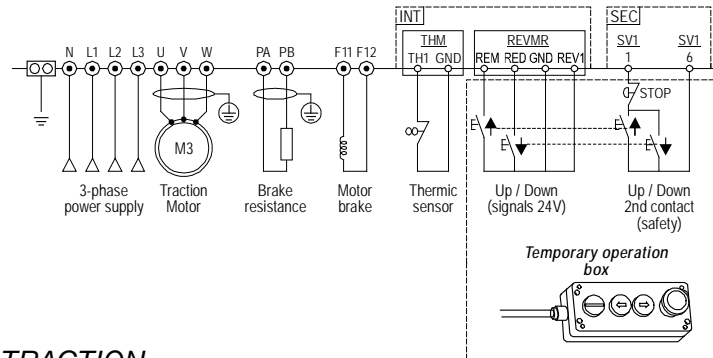 INT
SEC
THM
REVMR
SV1
SV1
N L1 L2 L3 U V W PA PB F11 F12 TH1 GND REM RED GND REV1 1 6
STOP
M3
3-phase
power supply
Traction
Motor
Brake
resistance
Motor
brake
Thermic
sensor
Up / Down
(signals 24V)
Up / Down
2nd contact
(safety)
Temporary operation
box
TRACTION